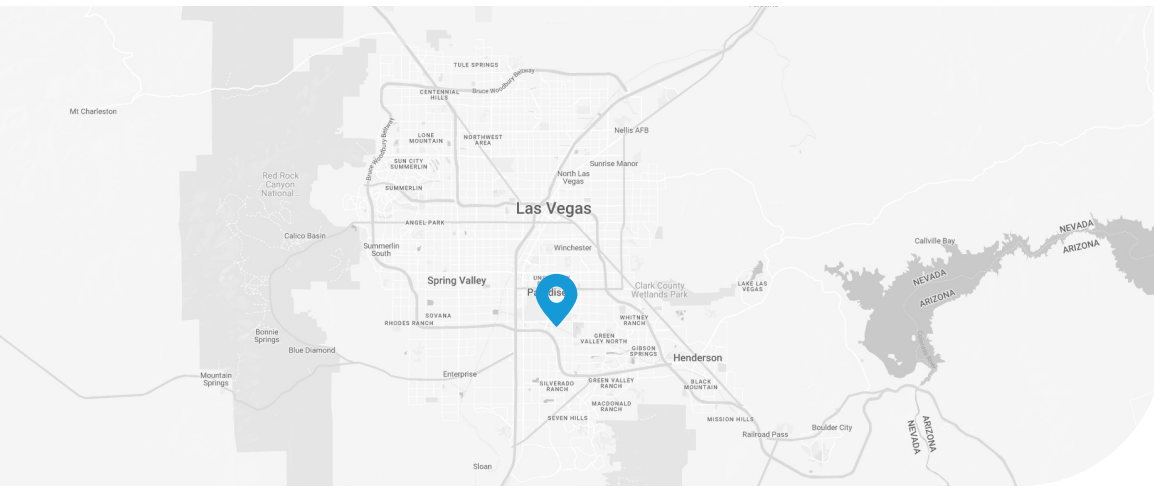 TULE SPRINGS
Bruce Woodbury Beltway
CENTENNIAL
HILLS
Mt Charleston
Bruce Woodbury Beltway
Nellis AFB
LONE
MOUNTAIN
NORTHWEST
AREA
SUN CITY
SUMMERLIN
Sunrise Manor
North Las
Vegas
Red Rock
Canyon
National...
SUMMERLIN
Las Vegas
ANGEL PARK
Calico Basin
Summerlin
South
Winchester
Callville Bay
NEVADA
ARIZONA
NEVADA
ARIZONA
Spring Valley
Clark County
Wetlands Park
LAKE LAS
VEGAS
SOVANA
RHODES RANCH
WHITNEY
RANCH
Bonnie
Springs
GREEN
VALLEY NORTH
Blue Diamond
GIBSON
SPRINGS
Henderson
Mountain
Springs
Enterprise
SILVERADO
RANCH
GREEN VALLEY
RANCH
BLACK
MOUNTAIN
MACDONALD
RANCH
SEVEN HILLS
MISSION HILLS
Railroad Pass
Boulder City
NEVADA
ARIZONA
Sloan